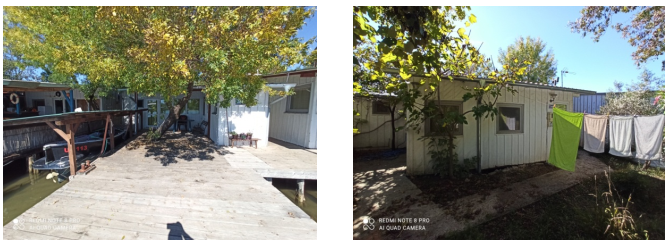 REDMI NOTE 8 PRO
AI QUAD CAMERA
REDMI NOTE 8 PRO
AI QUAD CAMERA